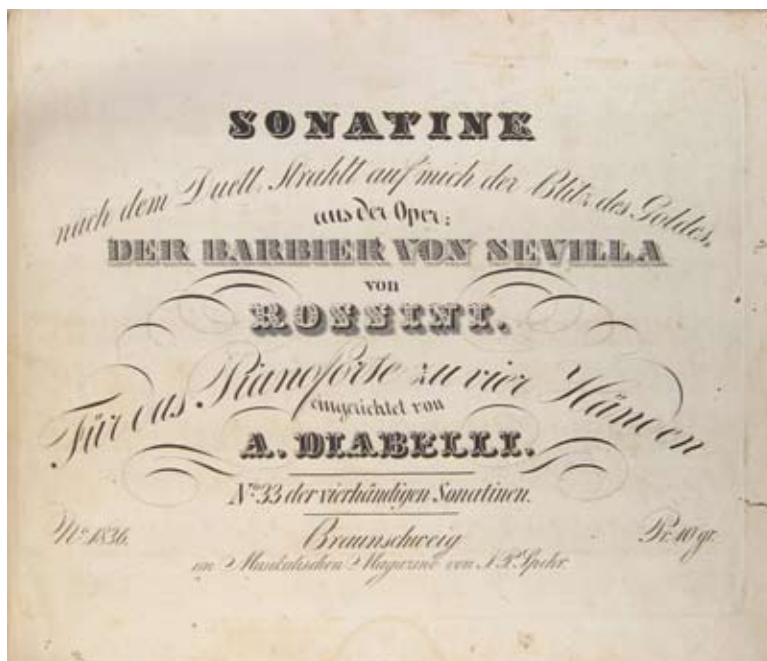 SONATINE
nach dem Duett, Strahlt auf mich der Blitz des Goldes,
aus der Oper:
DER BARBIER VON SEVILLA
von
ROSSINI.
Für das Pianoforte zu vier Händen
eingerichtet von
A. DIABELLI.
No. 33 der vierhändigen Sonatinen.
No. 1836. Braunschweig Pr. 10 gr.
im Musikalischen Magazine von J. P. Spehr.